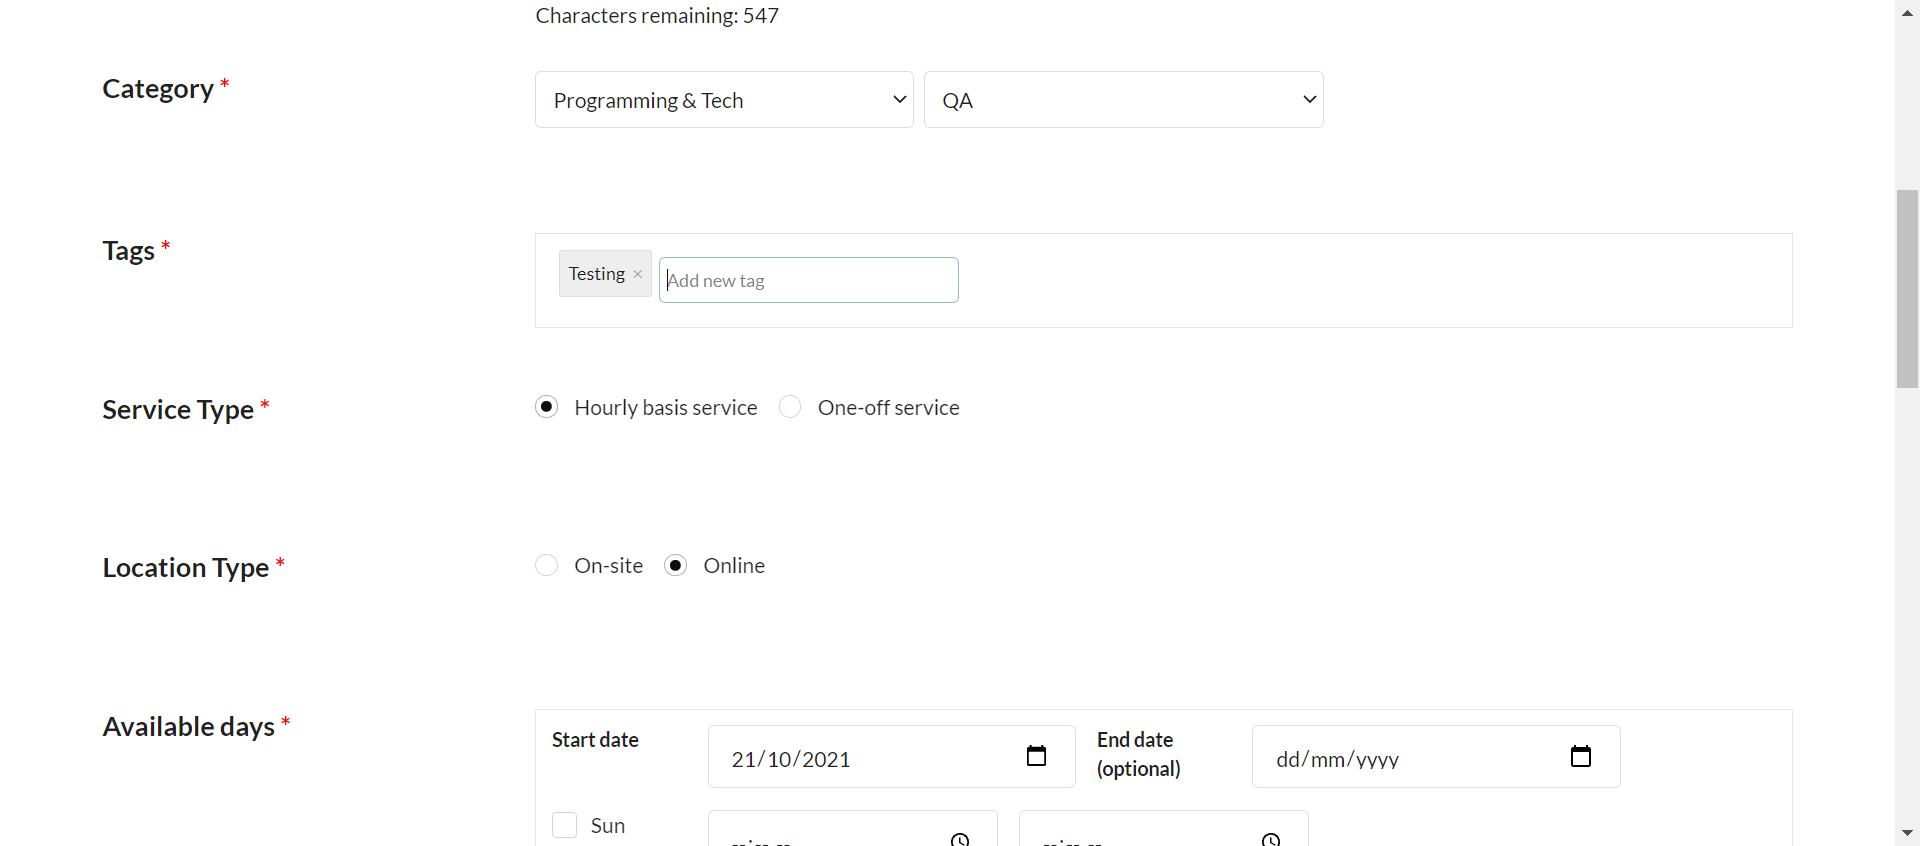 Characters remaining: 547
Category *
Programming & Tech
QA
Tags *
Testing ×
Add new tag
Service Type *
Hourly basis service
One-off service
Location Type *
On-site
Online
Available days *
Start date
21/10/2021
End date
(optional)
dd/mm/yyyy
Sun